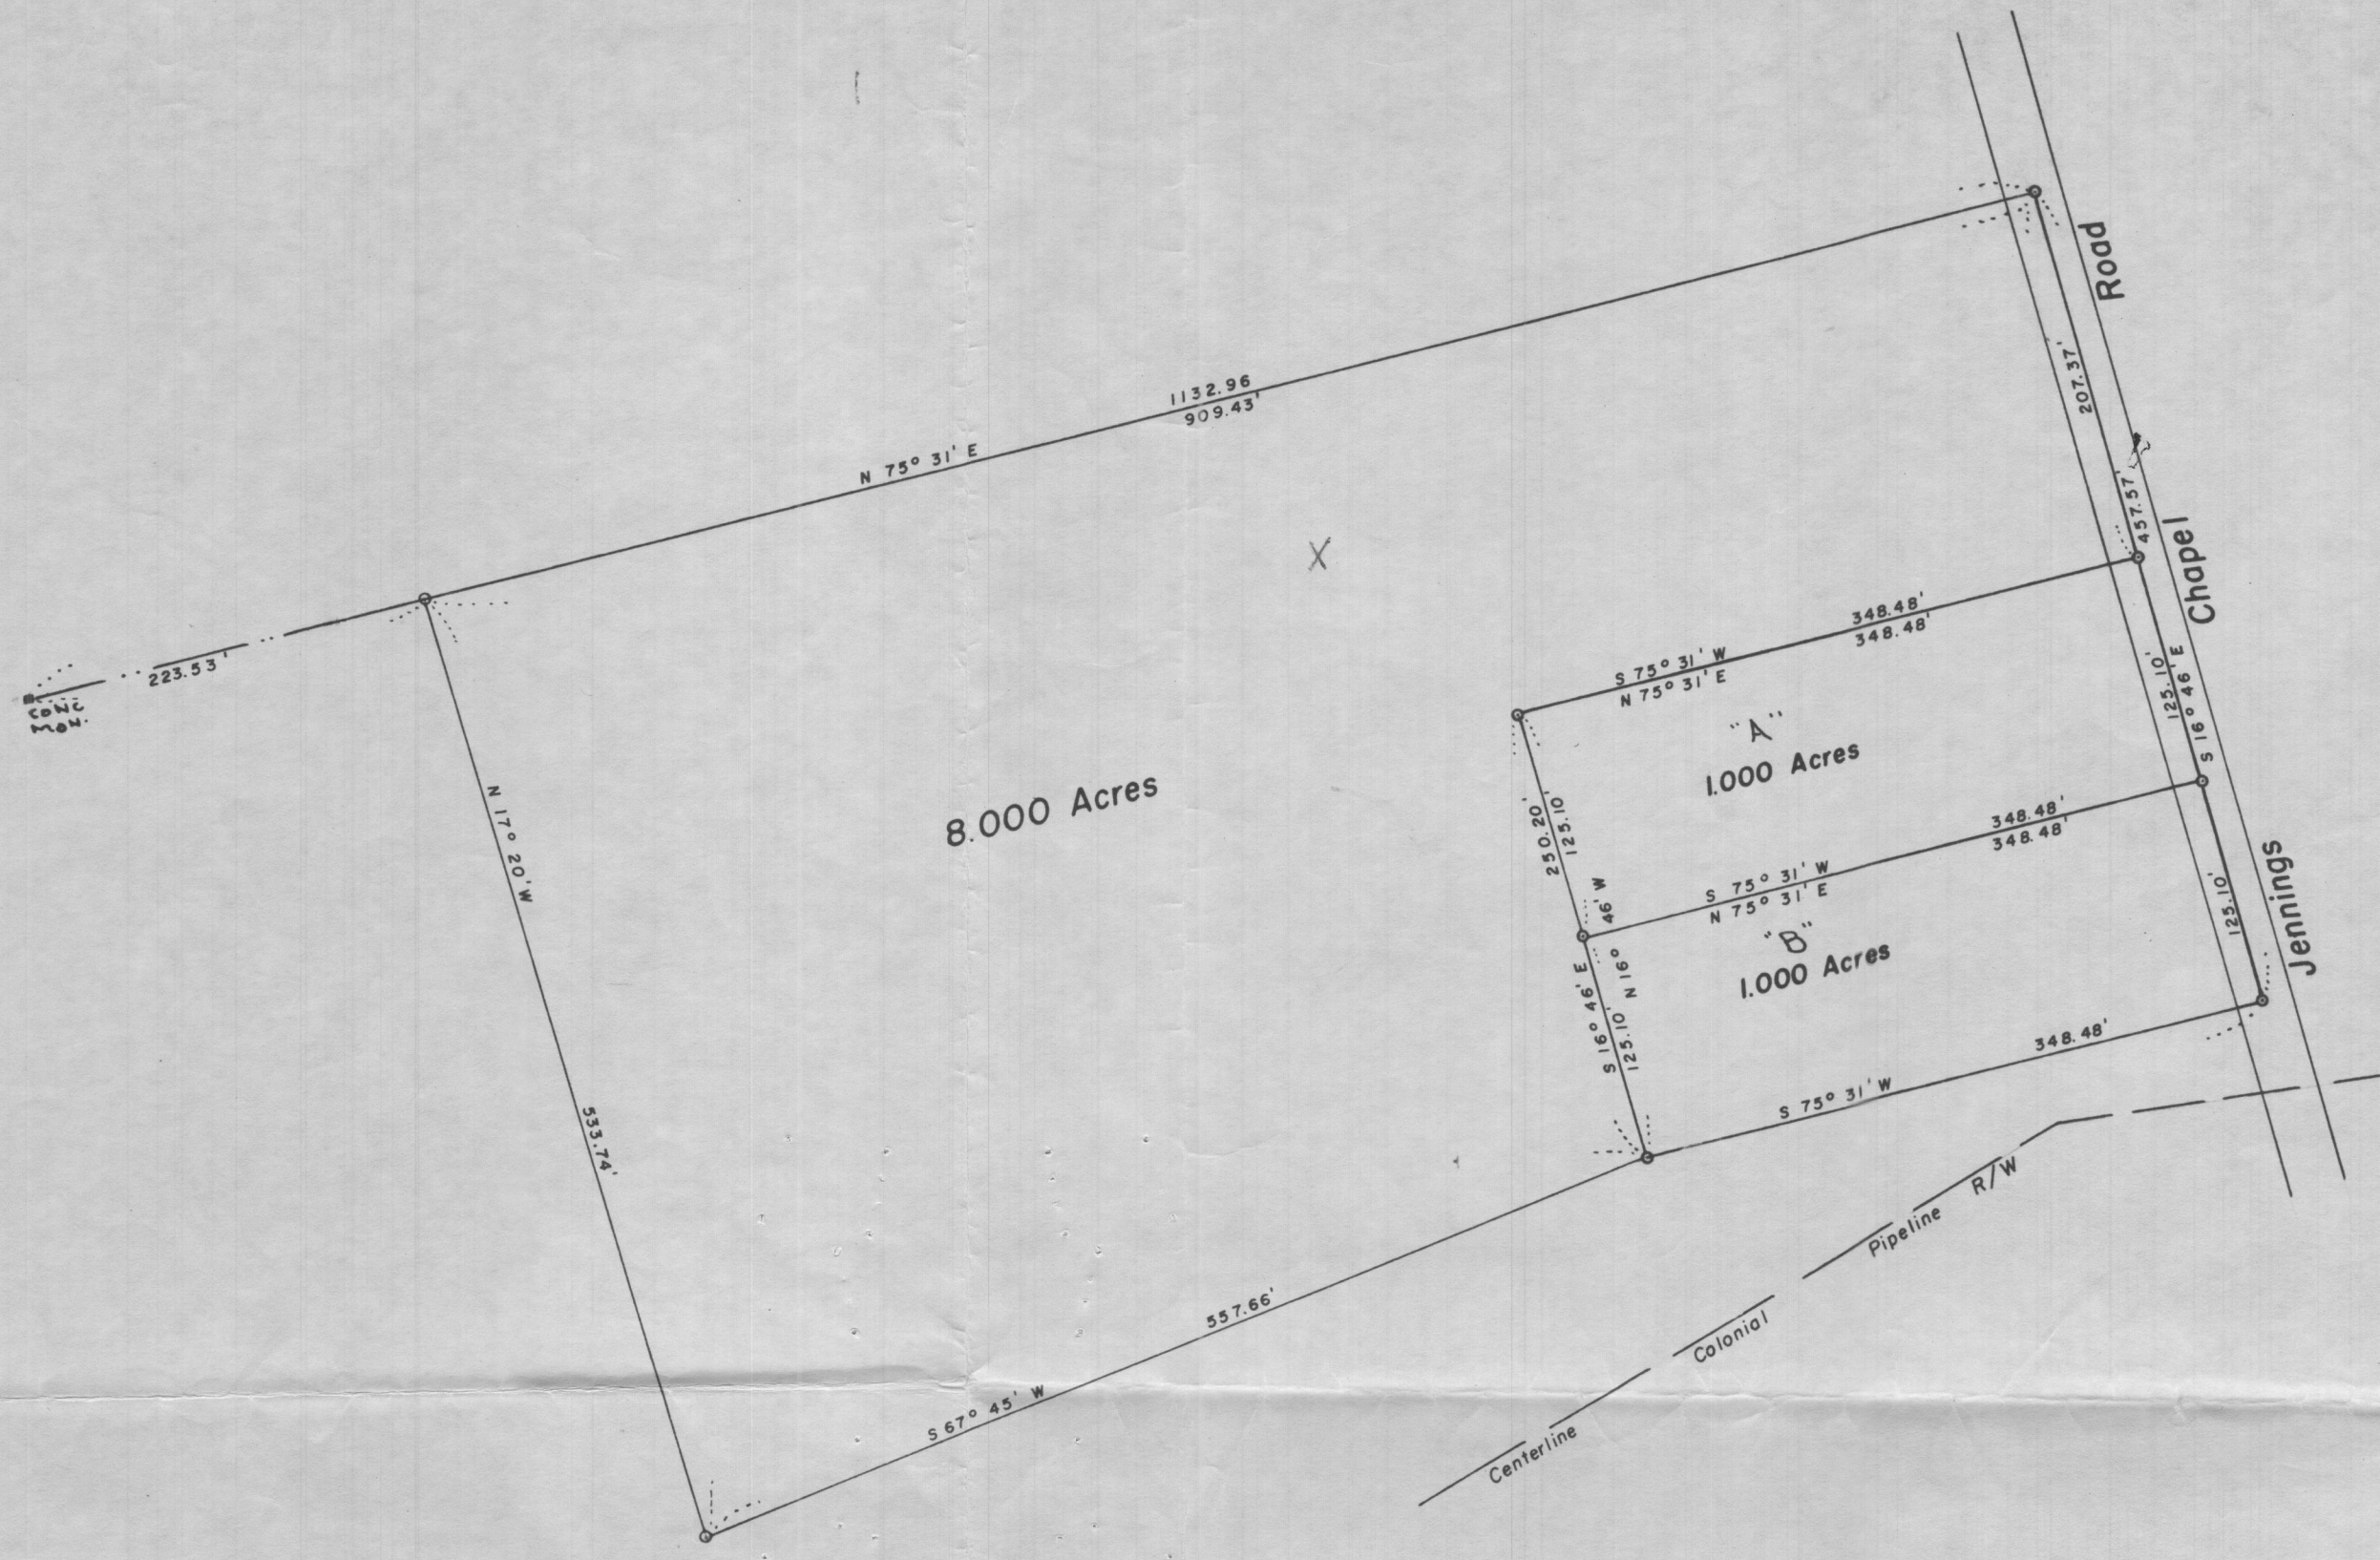 Road
207.37'
1132.96
909.43'
N 75° 31' E
457.57'
Chapel
348.48'
348.48'
S 75° 31' W
N 75° 31' E
223.53'
CONC
MON.
125.10'
S 16° 46' E
"A"
1.000 Acres
N 17° 20' W
8.000 Acres
250.20'
125.10'
348.48'
348.48'
S 75° 31' W
N 75° 31' E
Jennings
125.10'
"B"
1.000 Acres
S 16° 46' E
N 16° 46' W
125.10'
348.48'
S 75° 31' W
533.74'
557.66'
S 67° 45' W
Centerline Colonial Pipeline R/W
X